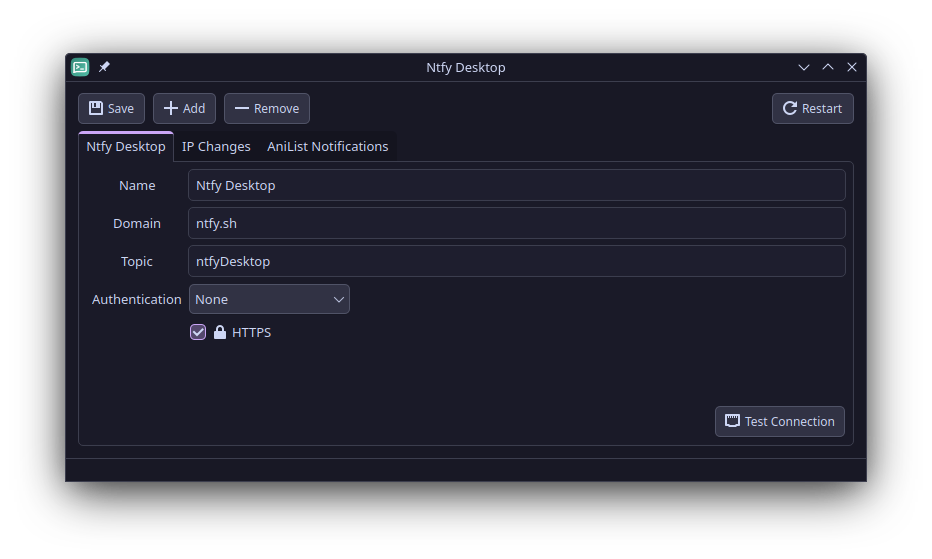 Ntfy Desktop
Save Add Remove Restart
Ntfy Desktop IP Changes AniList Notifications
Name Ntfy Desktop
Domain ntfy.sh
Topic ntfyDesktop
Authentication None
HTTPS
Test Connection